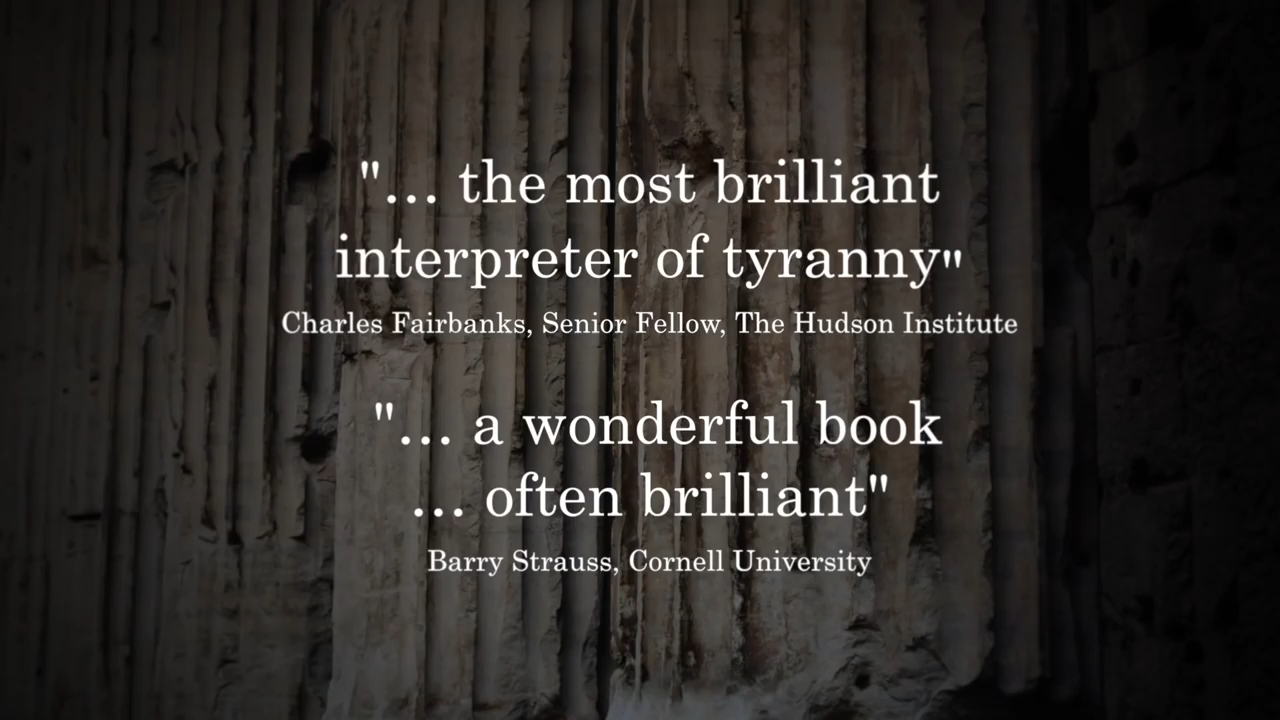 "... the most brilliant
interpreter of tyranny"
Charles Fairbanks, Senior Fellow, The Hudson Institute
"... a wonderful book
... often brilliant"
Barry Strauss, Cornell University